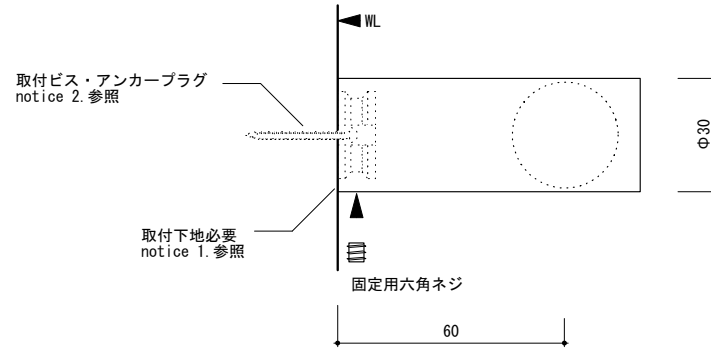 WL
取付ビス・アンカープラグ
notice 2.参照
Φ30
取付下地必要
notice 1.参照
固定用六角ネジ
60